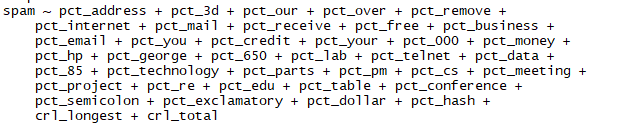 spam ~ pct_address + pct_3d + pct_our + pct_over + pct_remove +
pct_internet + pct_mail + pct_receive + pct_free + pct_business +
pct_email + pct_you + pct_credit + pct_your + pct_000 + pct_money +
pct_hp + pct_george + pct_650 + pct_lab + pct_telnet + pct_data +
pct_85 + pct_technology + pct_parts + pct_pm + pct_cs + pct_meeting +
pct_project + pct_re + pct_edu + pct_table + pct_conference +
pct_semicolon + pct_exclamatory + pct_dollar + pct_hash +
crl_longest + crl_total